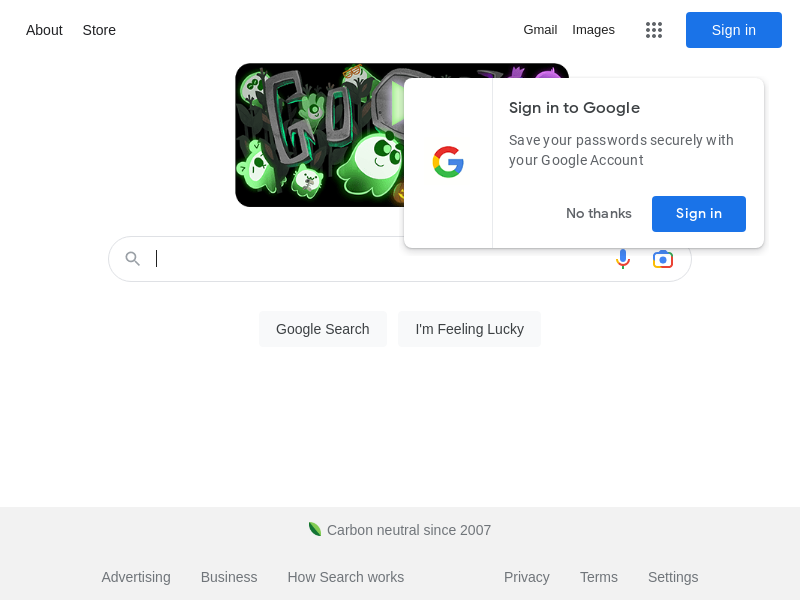 About Store Gmail Images Sign in
Go
Sign in to Google
Save your passwords securely with
your Google Account
No thanks Sign in
Google Search I'm Feeling Lucky
Carbon neutral since 2007
Advertising Business How Search works Privacy Terms Settings